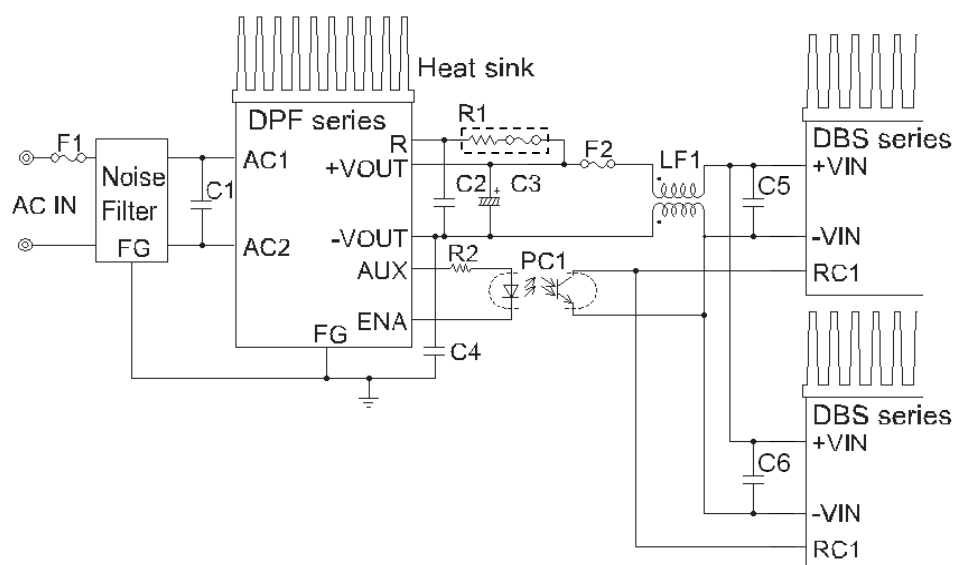 Heat sink
DPF series
R
+VOUT
-VOUT
AUX
ENA
FG
AC1
AC2
F1
AC IN
Noise
Filter
FG
C1
R1
C2
C3
+
F2
LF1
R2
PC1
C4
C5
DBS series
+VIN
-VIN
RC1
C6
DBS series
+VIN
-VIN
RC1